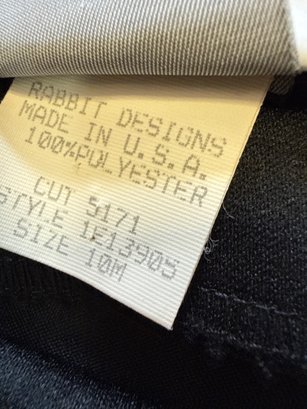 RABBIT DESIGNS
MADE IN U.S.A.
100%POLYESTER
CUT 5171
STYLE 1E13905
SIZE 10M